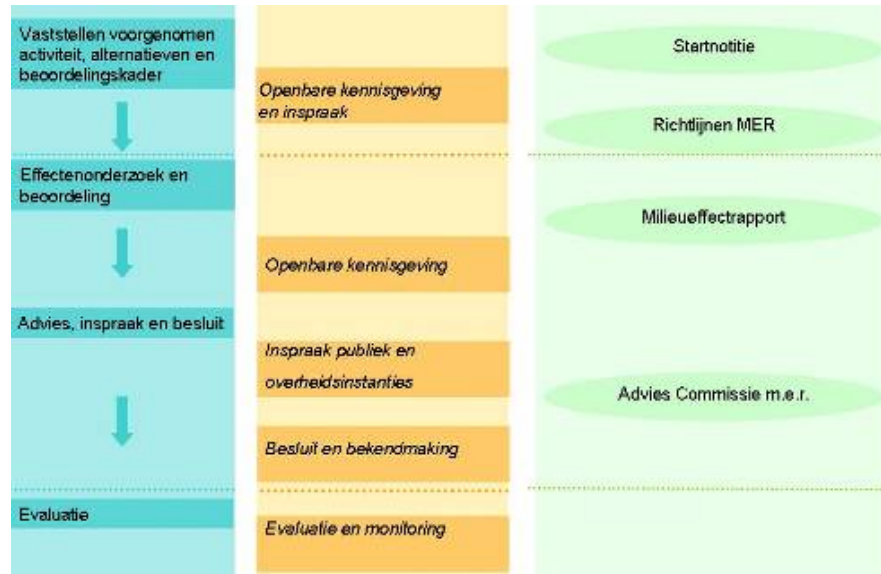 Vaststellen voorgenomen
activiteit, alternatieven en
beoordelingskader
Effectenonderzoek en
beoordeling
Advies, inspraak en besluit
Evaluatie
Openbare kennisgeving
en inspraak
Openbare kennisgeving
Inspraak publiek en
overheidsinstanties
Besluit en bekendmaking
Evaluatie en monitoring
Startnotitie
Richtlijnen MER
Milieueffectrapport
Advies Commissie m.e.r.